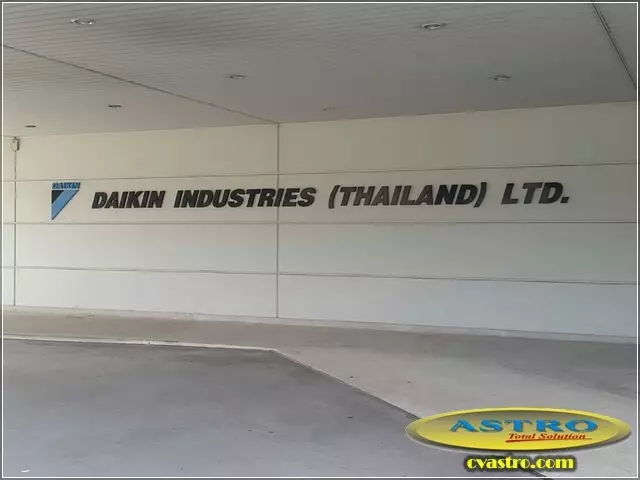 DAIKIN
DAIKIN INDUSTRIES (THAILAND) LTD.
ASTRO
Total Solution
cvastro.com